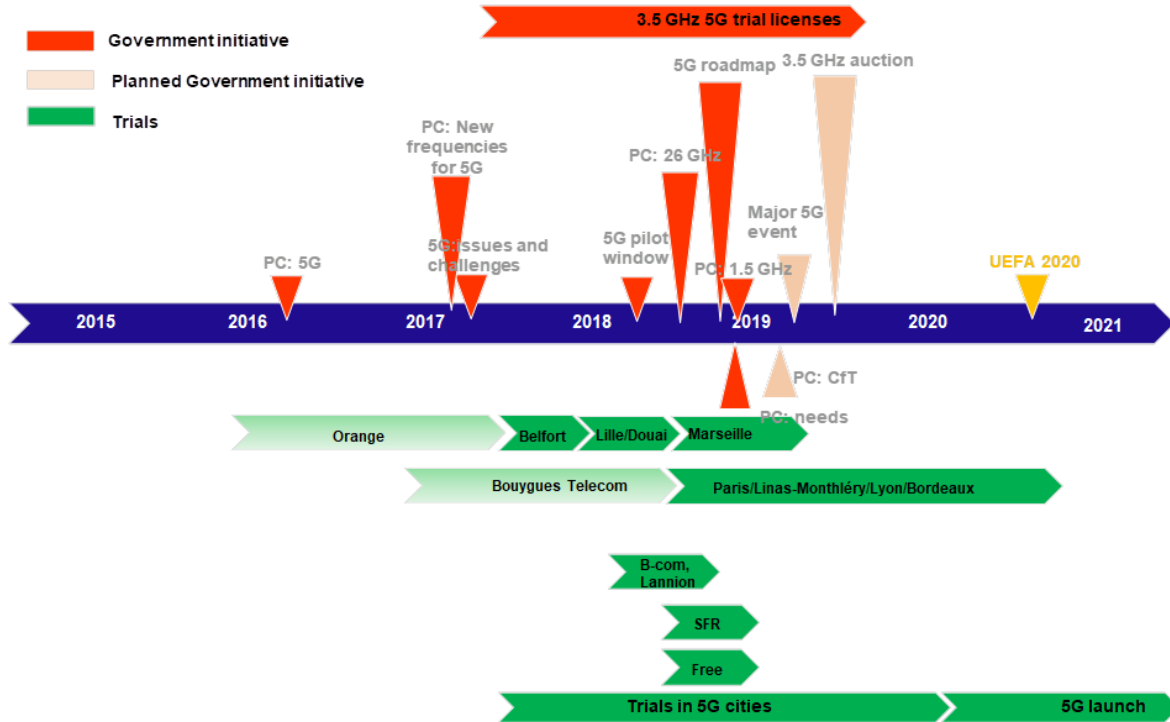 3.5 GHz 5G trial licenses
Government initiative
Planned Government initiative
Trials
5G roadmap
3.5 GHz auction
PC: New
frequencies
for 5G
PC: 26 GHz
Major 5G
event
5G:issues and
challenges
5G pilot
window
PC: 5G
PC: 1.5 GHz
UEFA 2020
2015
2016
2017
2018
2019
2020
2021
PC: CfT
PC: needs
Orange
Belfort
Lille/Douai
Marseille
Bouygues Telecom
Paris/Linas-Monthléry/Lyon/Bordeaux
B-com,
Lannion
SFR
Free
Trials in 5G cities
5G launch